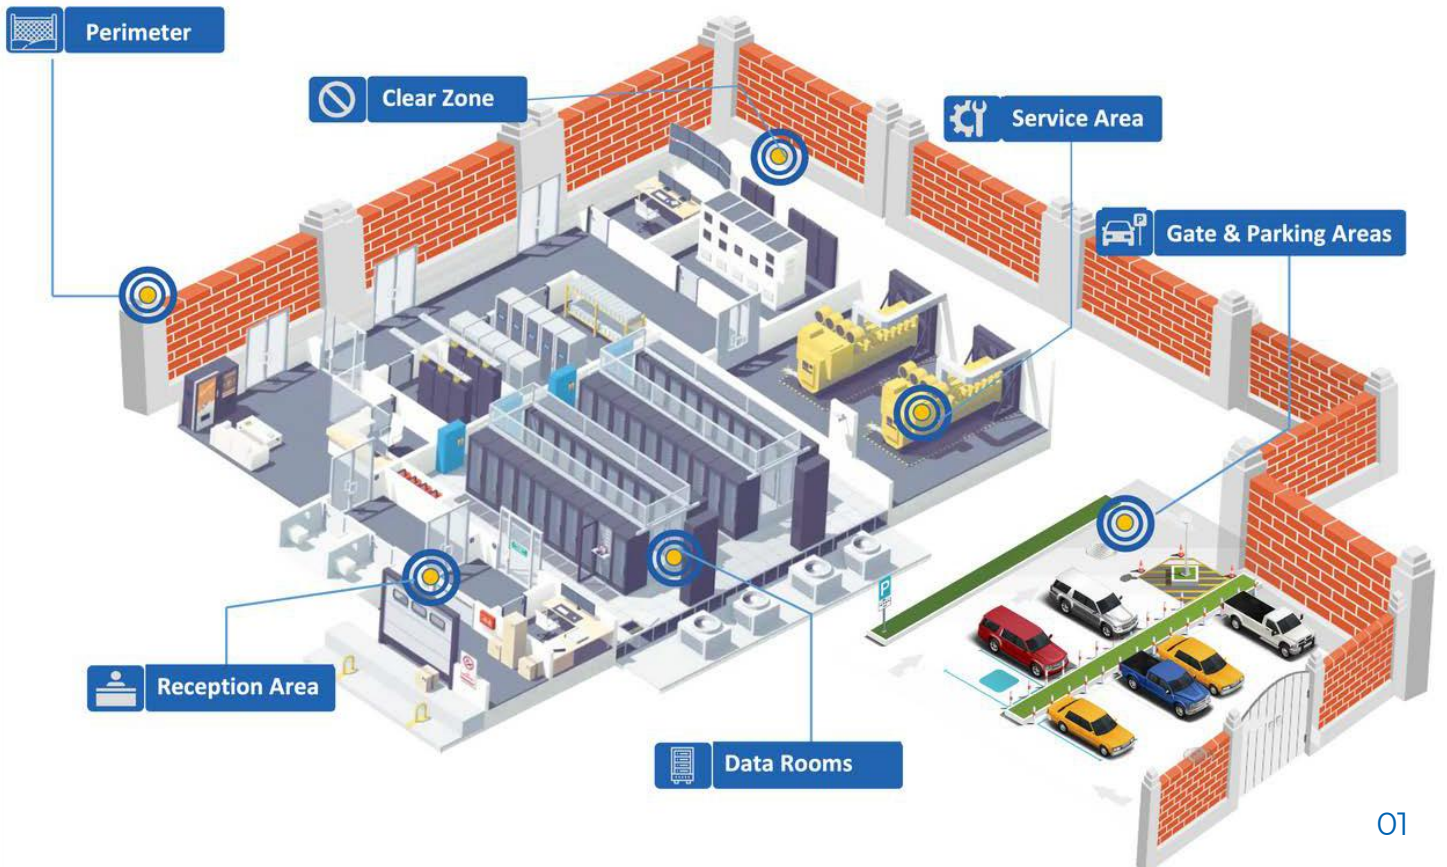 Perimeter
Clear Zone
Service Area
P
Gate & Parking Areas
P
Reception Area
Data Rooms
01